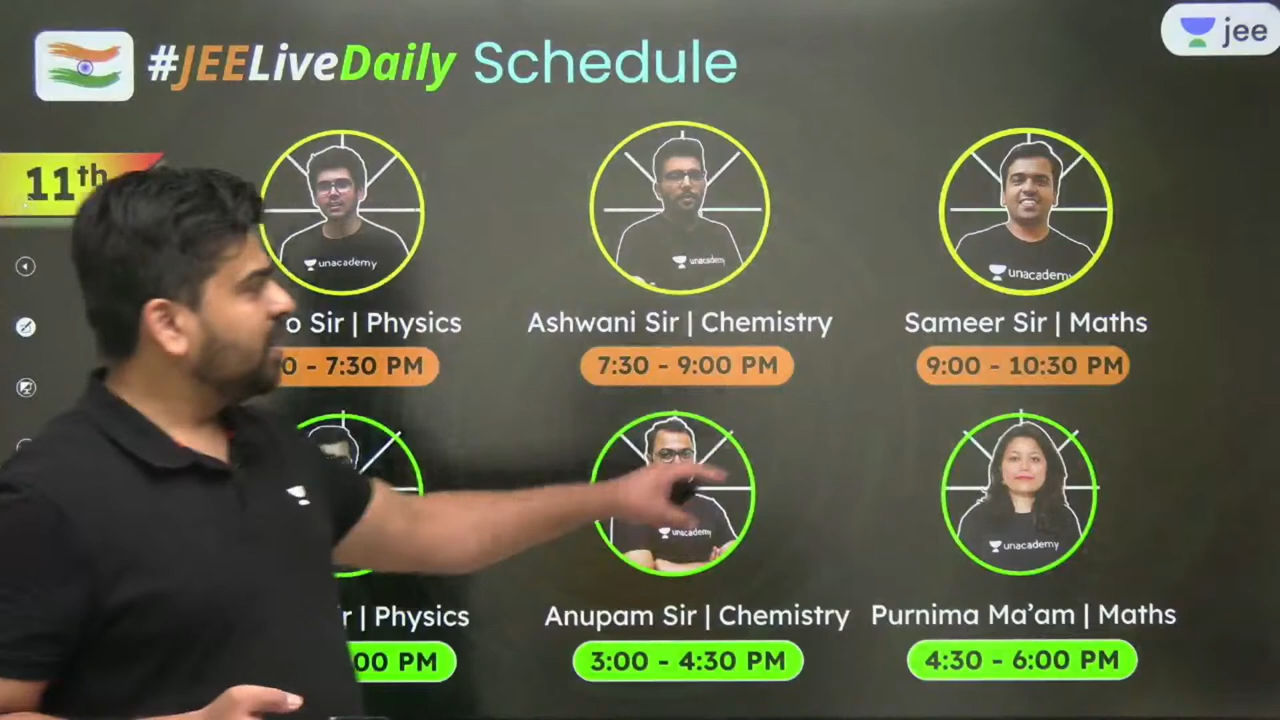 #JEELiveDaily Schedule
jee
11th
unacademy
unacademy
unacademy
Sir | Physics
Ashwani Sir | Chemistry
Sameer Sir | Maths
- 7:30 PM
7:30 - 9:00 PM
9:00 - 10:30 PM
unacademy
unacademy
| Physics
Anupam Sir | Chemistry
Purnima Ma'am | Maths
00 PM
3:00 - 4:30 PM
4:30 - 6:00 PM